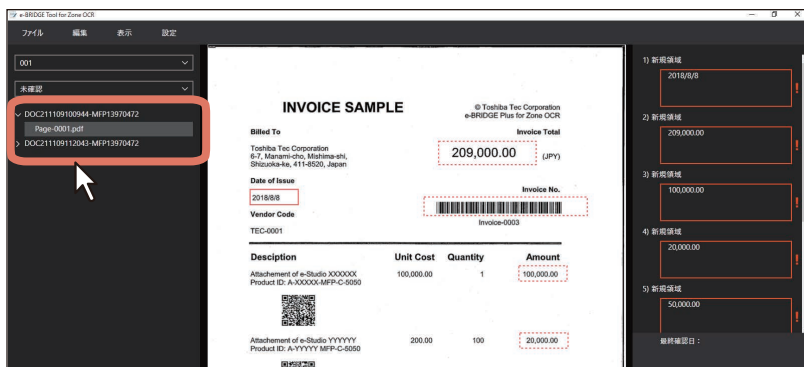 e-BRIDGE Tool for Zone OCR
ファイル 編集 表示 設定
001
未確認
DOC211109100944-MFP13970472
Page-0001.pdf
DOC211109112043-MFP13970472
INVOICE SAMPLE
© Toshiba Tec Corporation
e-BRIDGE Plus for Zone OCR
Billed To
Invoice Total
Toshiba Tec Corporation
6-7, Manami-cho, Mishima-shi,
Shizuoka-ke, 411-8520, Japan
209,000.00 (JPY)
Date of Issue
2018/8/8
Invoice No.
Invoice-0003
Vendor Code
TEC-0001
Desciption Unit Cost Quantity Amount
Attachement of e-Studio XXXXXX 100,000.00 1 100,000.00
Product ID: A-XXXXX-MFP-C-5050
Attachement of e-Studio YYYYYY 200.00 100 20,000.00
Product ID: A-YYYYY MFP-C-6050
1) 新規領域
2018/8/8
!
2) 新規領域
209,000.00
!
3) 新規領域
100,000.00
!
4) 新規領域
20,000.00
!
5) 新規領域
50,000.00
!
最終確認日：